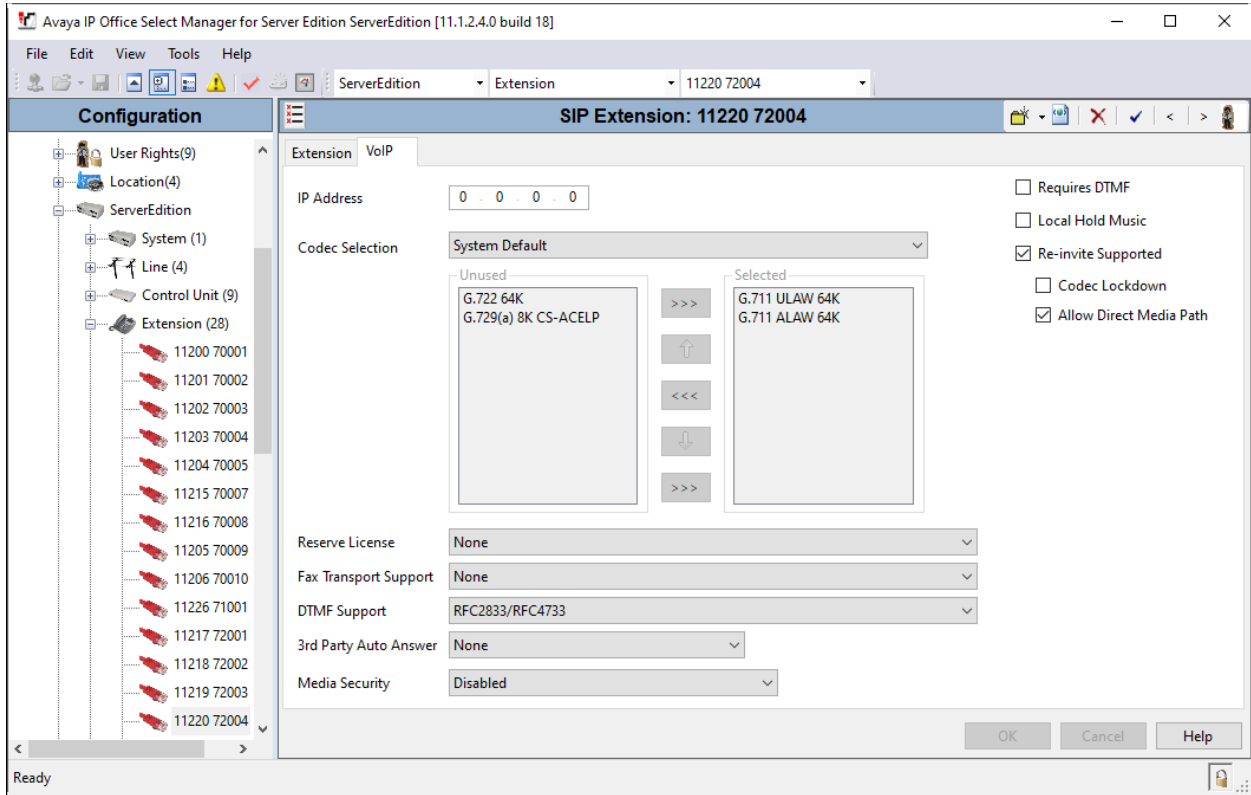 Avaya IP Office Select Manager for Server Edition ServerEdition [11.1.2.4.0 build 18]
File Edit View Tools Help
ServerEdition Extension 11220 72004
Configuration
SIP Extension: 11220 72004
User Rights(9)
Location(4)
ServerEdition
System (1)
Line (4)
Control Unit (9)
Extension (28)
11200 70001
11201 70002
11202 70003
11203 70004
11204 70005
11215 70007
11216 70008
11205 70009
11206 70010
11226 71001
11217 72001
11218 72002
11219 72003
11220 72004
Extension VoIP
IP Address 0 . 0 . 0 . 0
Codec Selection System Default
Unused
G.722 64K
G.729(a) 8K CS-ACELP
>>>
<<<
>>>
Selected
G.711 ULAW 64K
G.711 ALAW 64K
Reserve License None
Fax Transport Support None
DTMF Support RFC2833/RFC4733
3rd Party Auto Answer None
Media Security Disabled
Requires DTMF
Local Hold Music
Re-invite Supported
Codec Lockdown
Allow Direct Media Path
OK Cancel Help
Ready